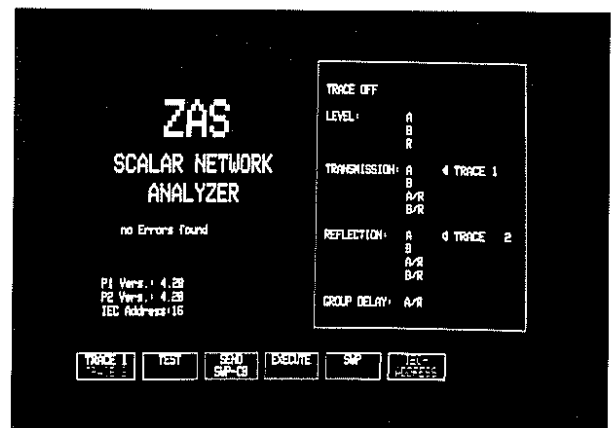 ZAS
SCALAR NETWORK
ANALYZER
no Errors found
P1 Vers.: 4.20
P2 Vers.: 4.20
IEC Address:16
TRACE OFF
LEVEL: A
B
R
TRANSMISSION: A ◁ TRACE 1
B
A/R
B/R
REFLECTION: A ◁ TRACE 2
B
A/R
B/R
GROUP DELAY: A/R
TRACE 1
TEST
SEND
SWP-CB
EXECUTE
SWP
IEC-
ADDRESS